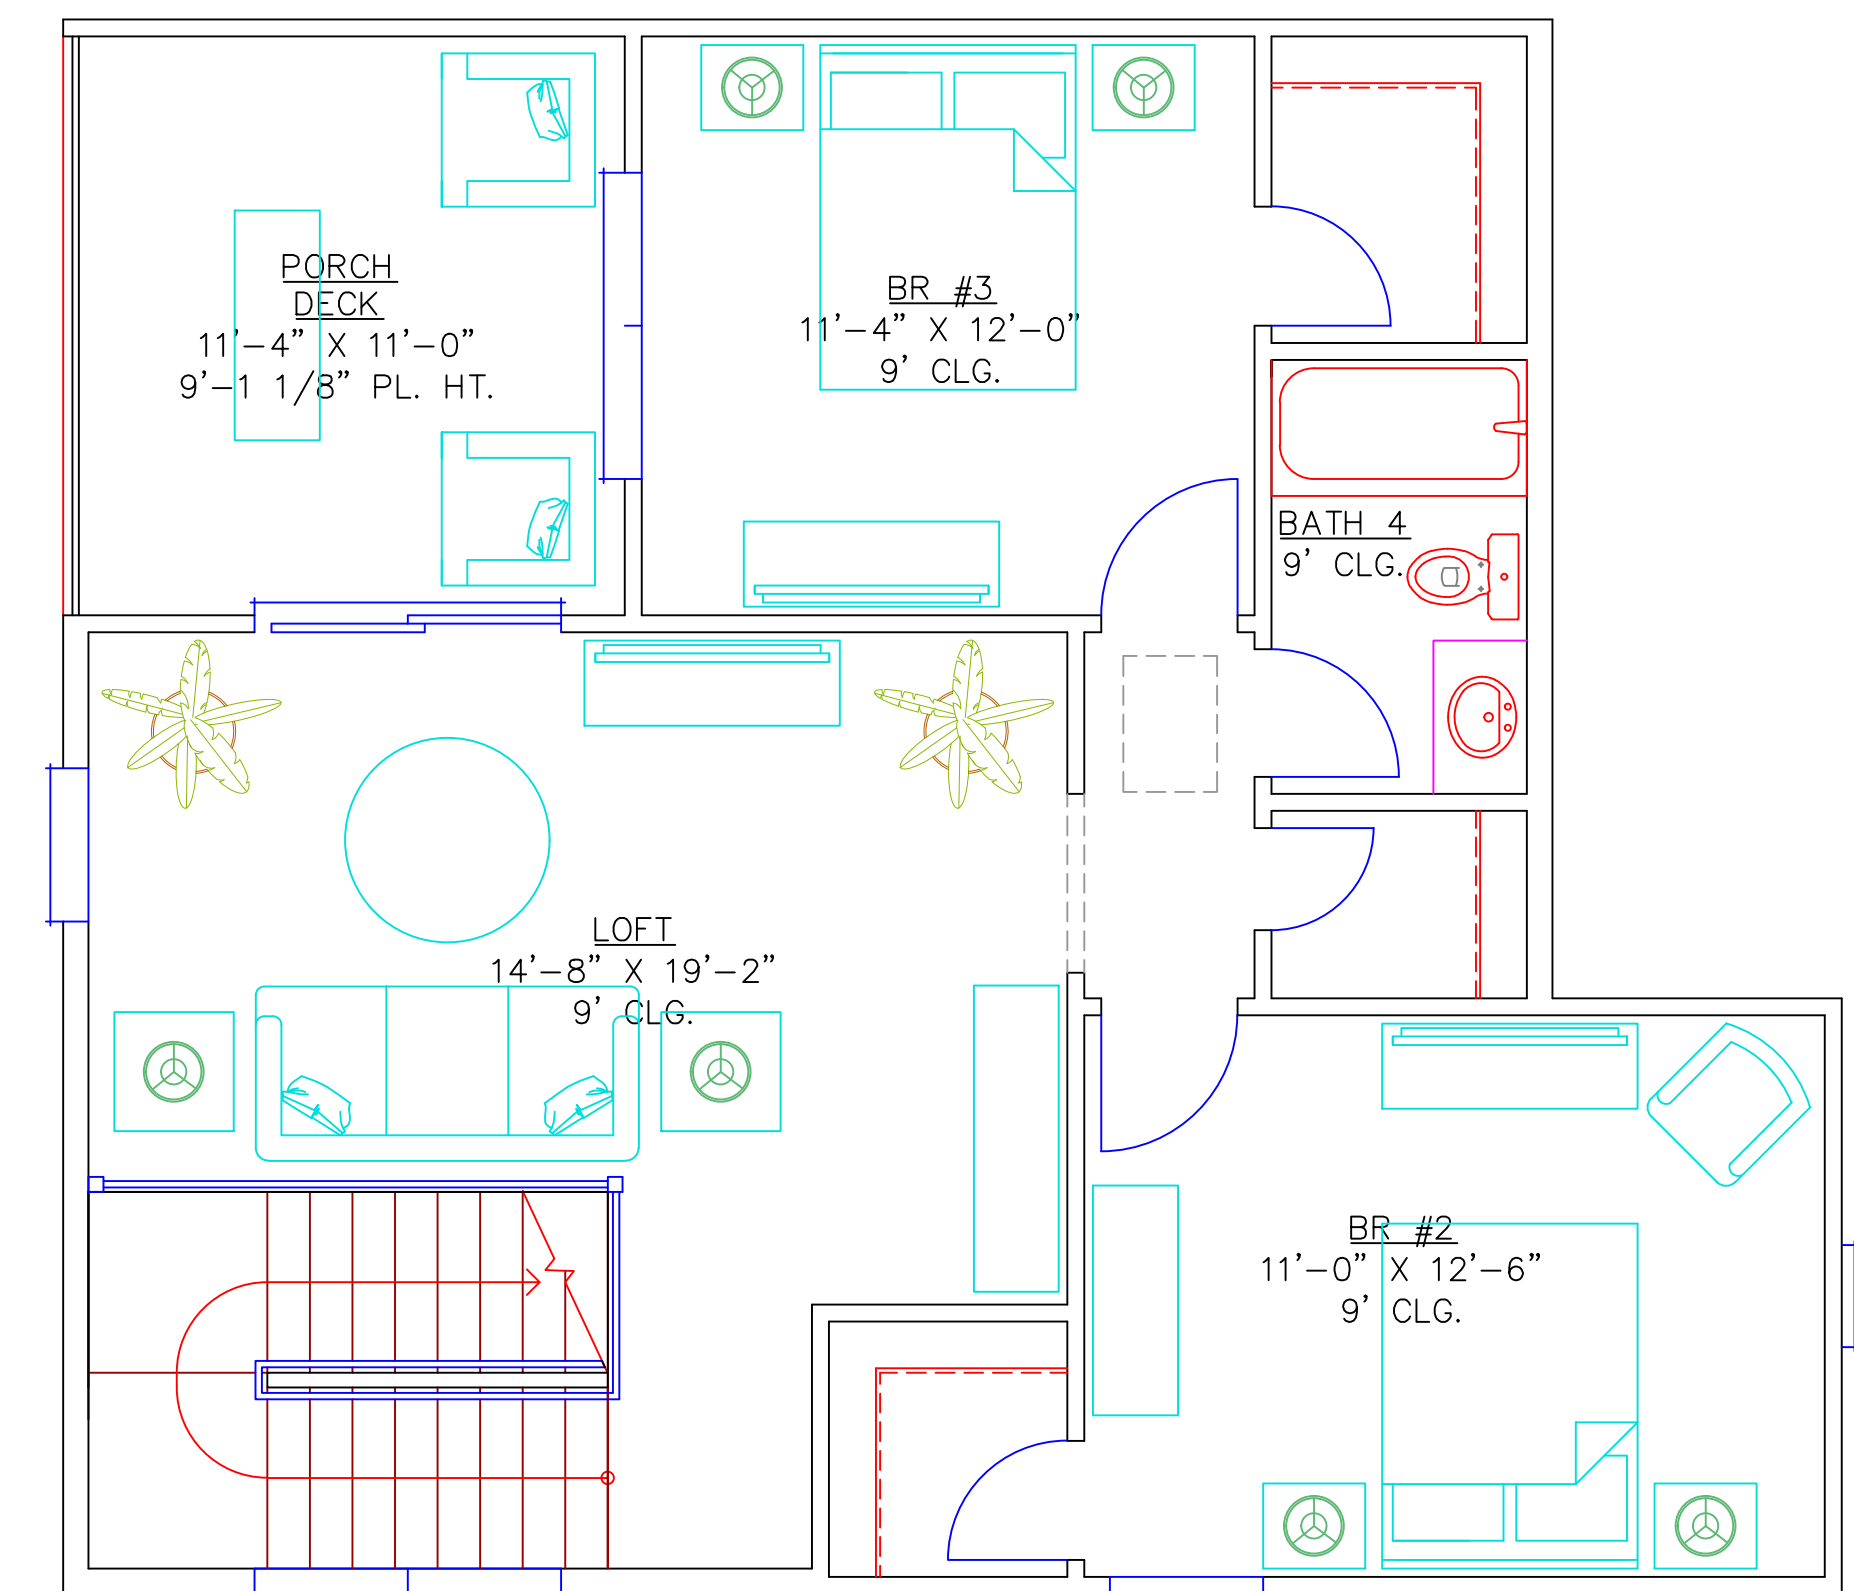 PORCH
DECK
11'-4" X 11'-0"
9'-1 1/8" PL. HT.
BR #3
11'-4" X 12'-0"
9' CLG.
BATH 4
9' CLG.
LOFT
14'-8" X 19'-2"
9' CLG.
BR #2
11'-0" X 12'-6"
9' CLG.